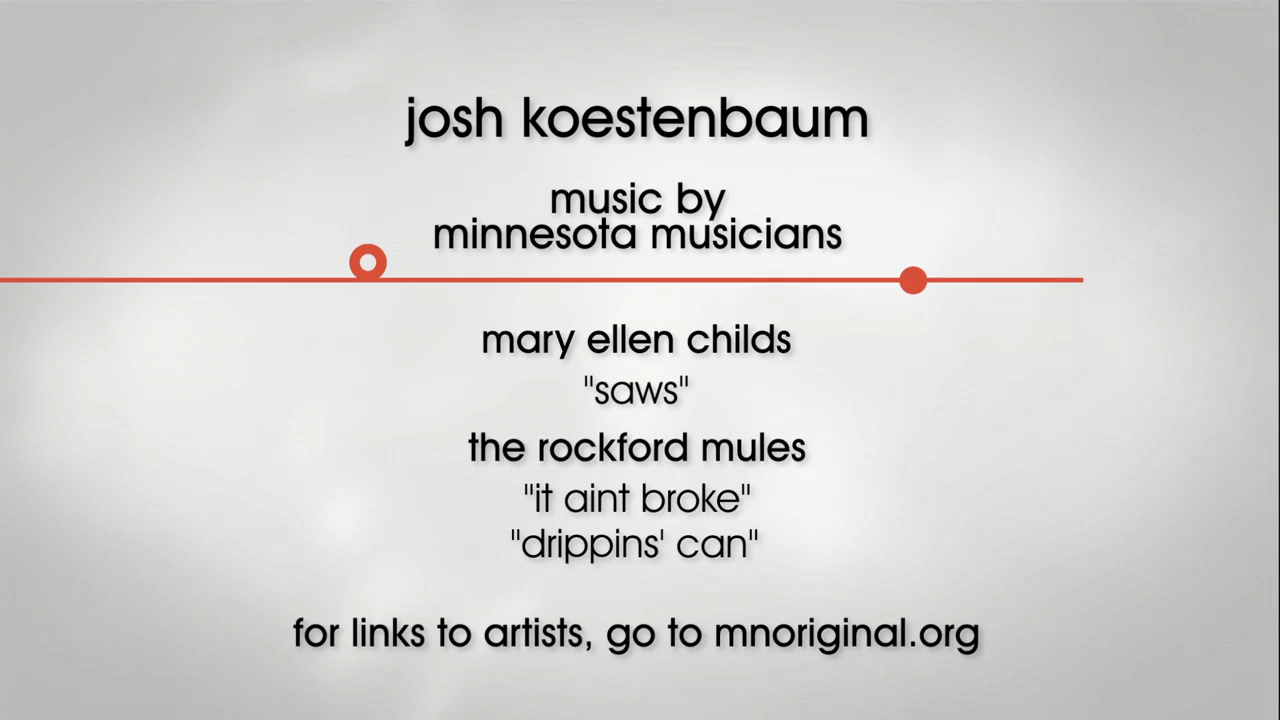 josh koestenbaum
music by
minnesota musicians
mary ellen childs
"saws"
the rockford mules
"it aint broke"
"drippins' can"
for links to artists, go to mnoriginal.org